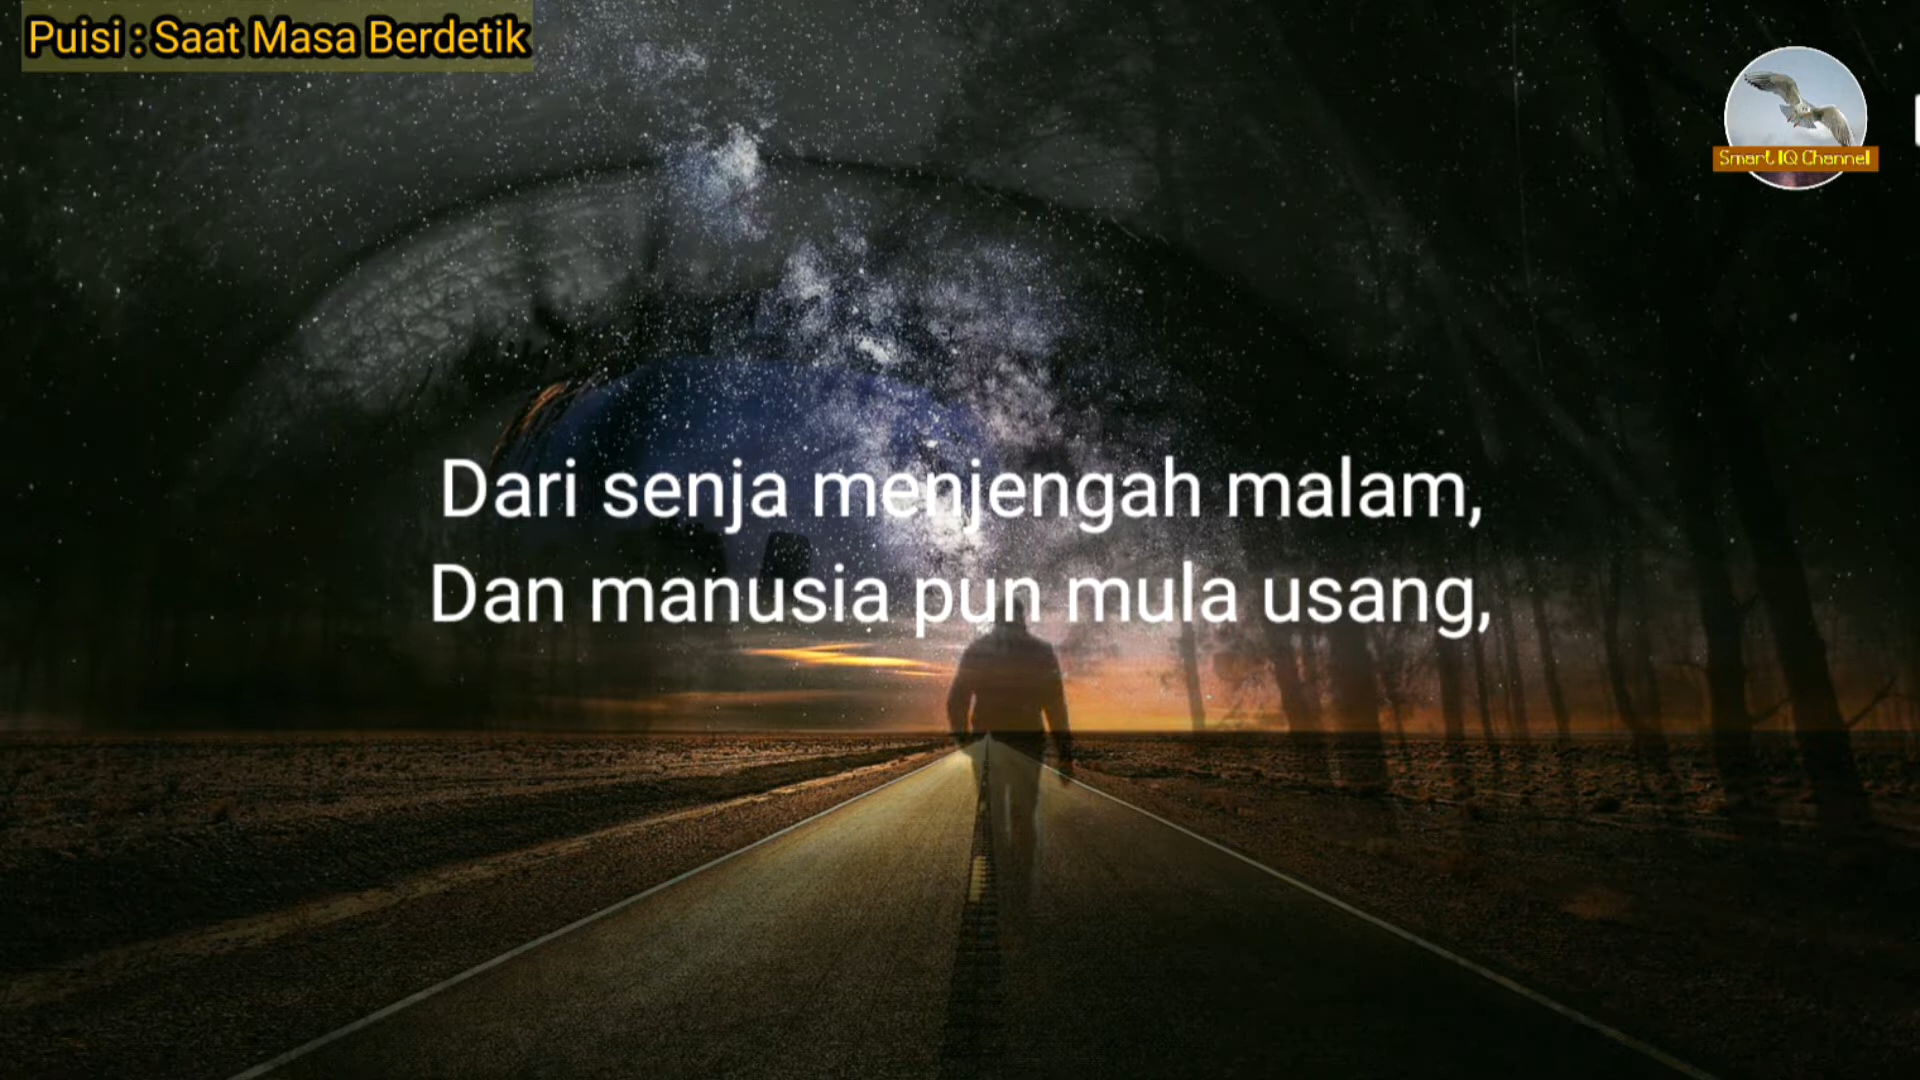 Puisi : Saat Masa Berdetik
Smart IQ Channel
Dari senja menjengah malam,
Dan manusia pun mula usang,